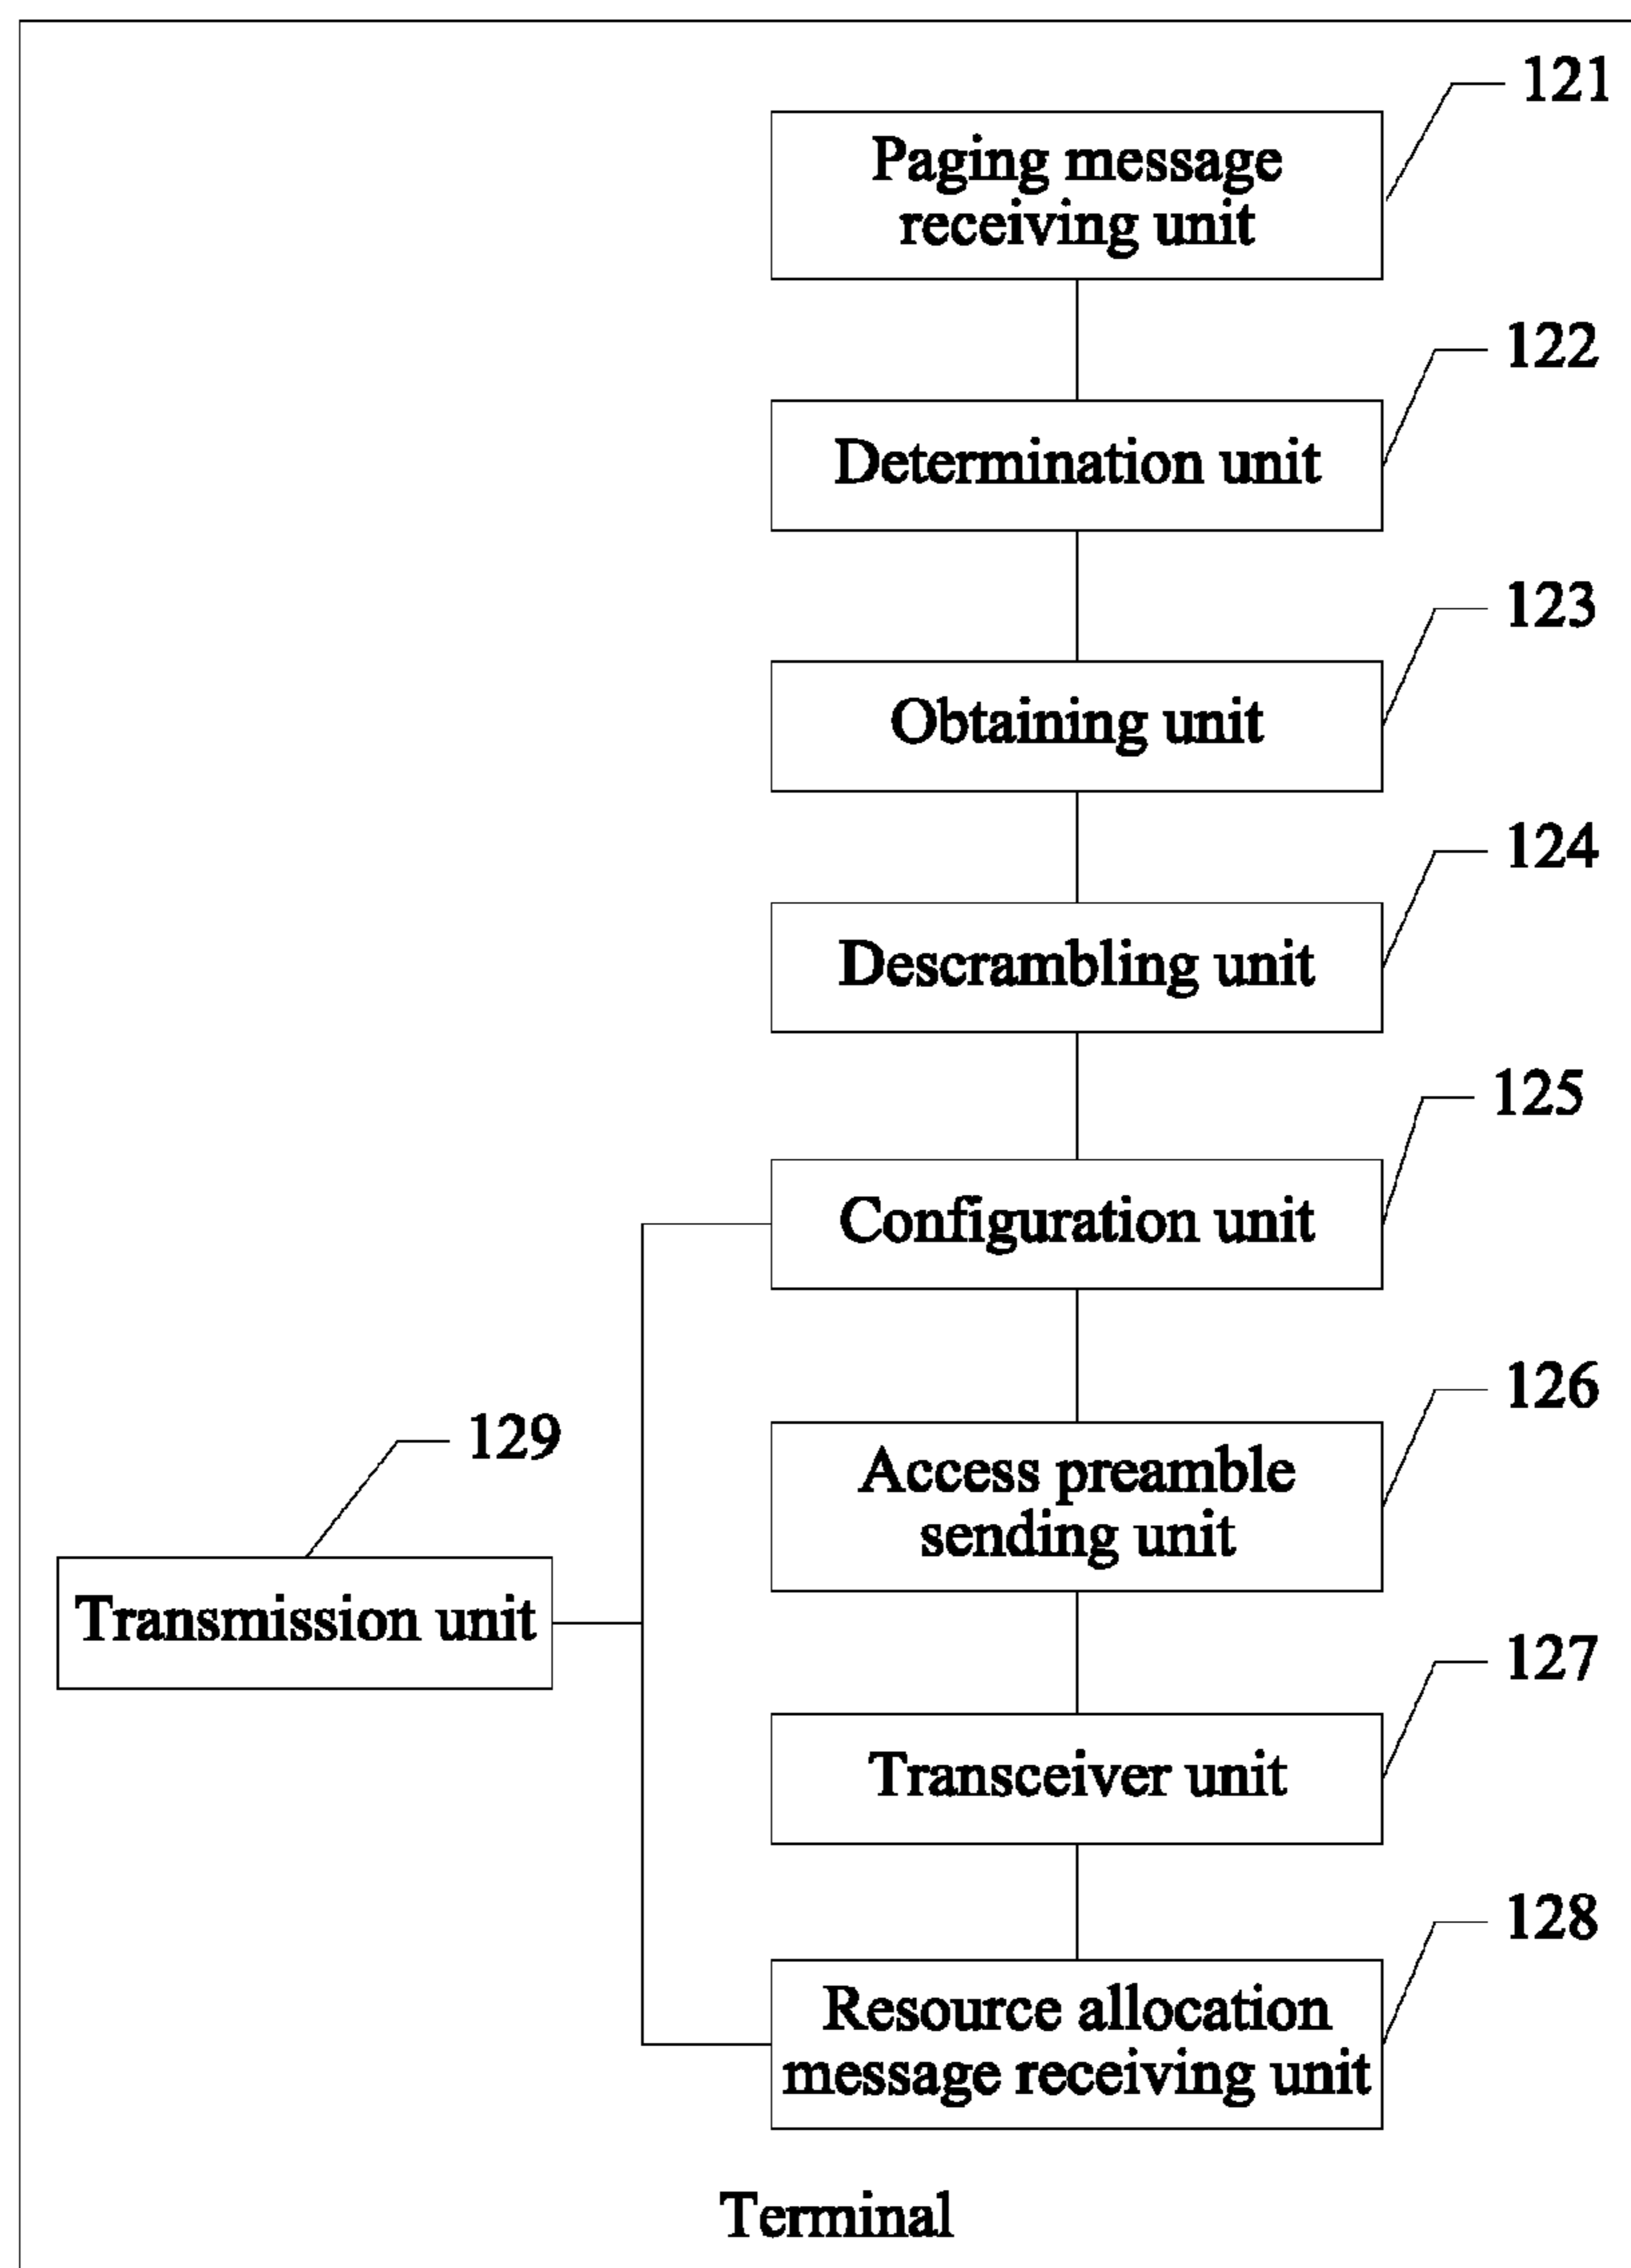 121
Paging message
receiving unit
122
Determination unit
123
Obtaining unit
124
Descrambling unit
125
Configuration unit
126
Access preamble
sending unit
129
Transmission unit
127
Transceiver unit
128
Resource allocation
message receiving unit
Terminal